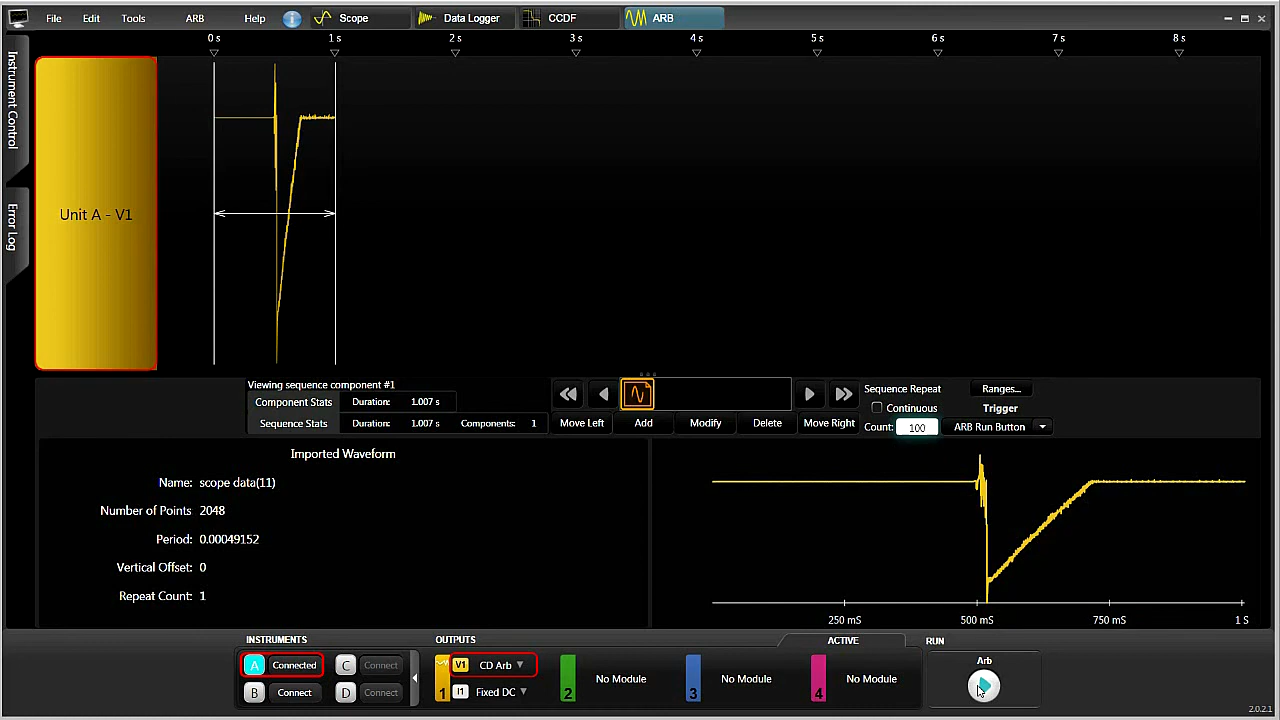 File Edit Tools ARB Help i Scope Data Logger CCDF ARB
0 s 1 s 2 s 3 s 4 s 5 s 6 s 7 s 8 s
Instrument Control
Error Log
Unit A - V1
Viewing sequence component #1
Component Stats Duration: 1.007 s
Sequence Stats Duration: 1.007 s Components: 1
Move Left Add Modify Delete Move Right
Sequence Repeat Ranges...
Continuous Trigger
Count: 100 ARB Run Button
Imported Waveform
Name: scope data(11)
Number of Points 2048
Period: 0.00049152
Vertical Offset: 0
Repeat Count: 1
250 mS 500 mS 750 mS 1 S
INSTRUMENTS OUTPUTS ACTIVE RUN
A Connected C Connect
B Connect D Connect
1 V1 CD Arb
I1 Fixed DC
2 No Module
3 No Module
4 No Module
Arb
2.0.2.1